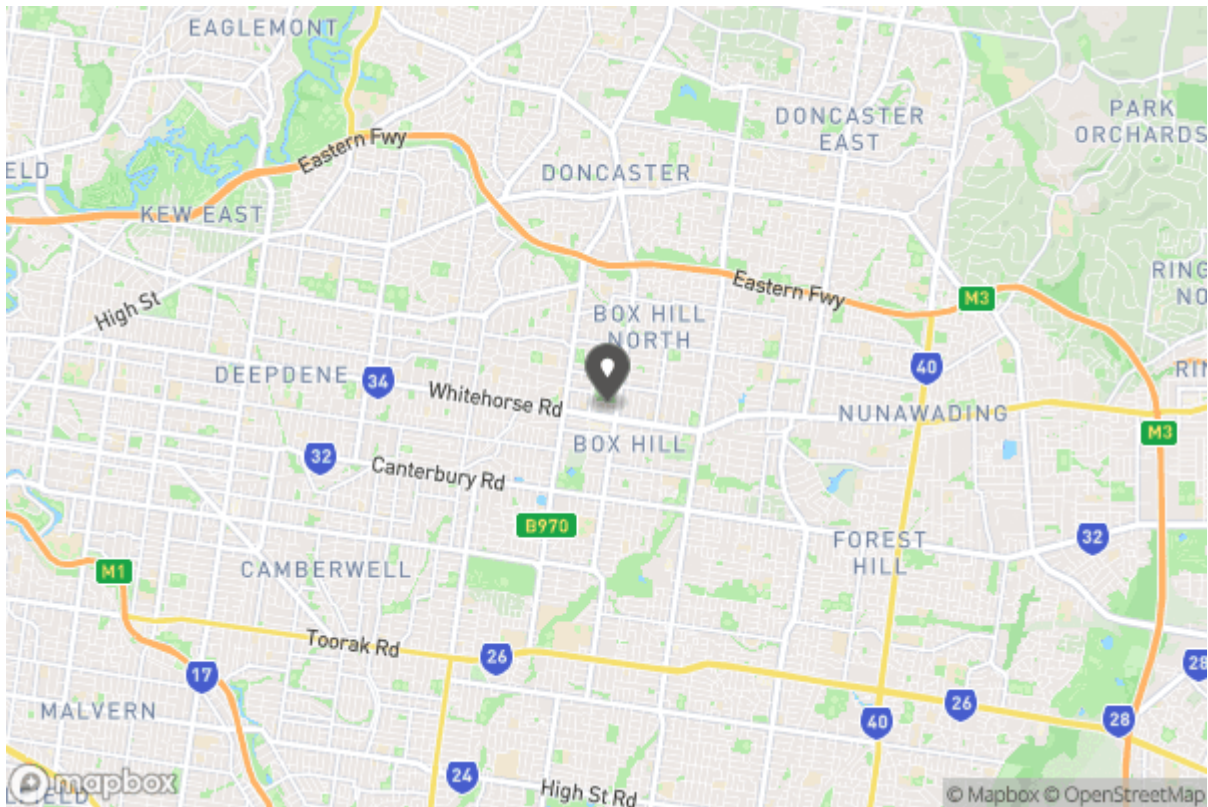 EAGLEMONT
DONCASTER
EAST
PARK
ORCHARDS
Eastern Fwy
ELD
DONCASTER
KEW EAST
RING
NO
Eastern Fwy
M3
High St
BOX HILL
NORTH
DEEPDENE
34
40
RIN
Whitehorse Rd
NUNAWADING
BOX HILL
M3
32
Canterbury Rd
B970
FOREST
HILL
32
M1
CAMBERWELL
Toorak Rd
26
17
28
MALVERN
40
26
28
24
mapbox
FIELD
High St Rd
© Mapbox © OpenStreetMap